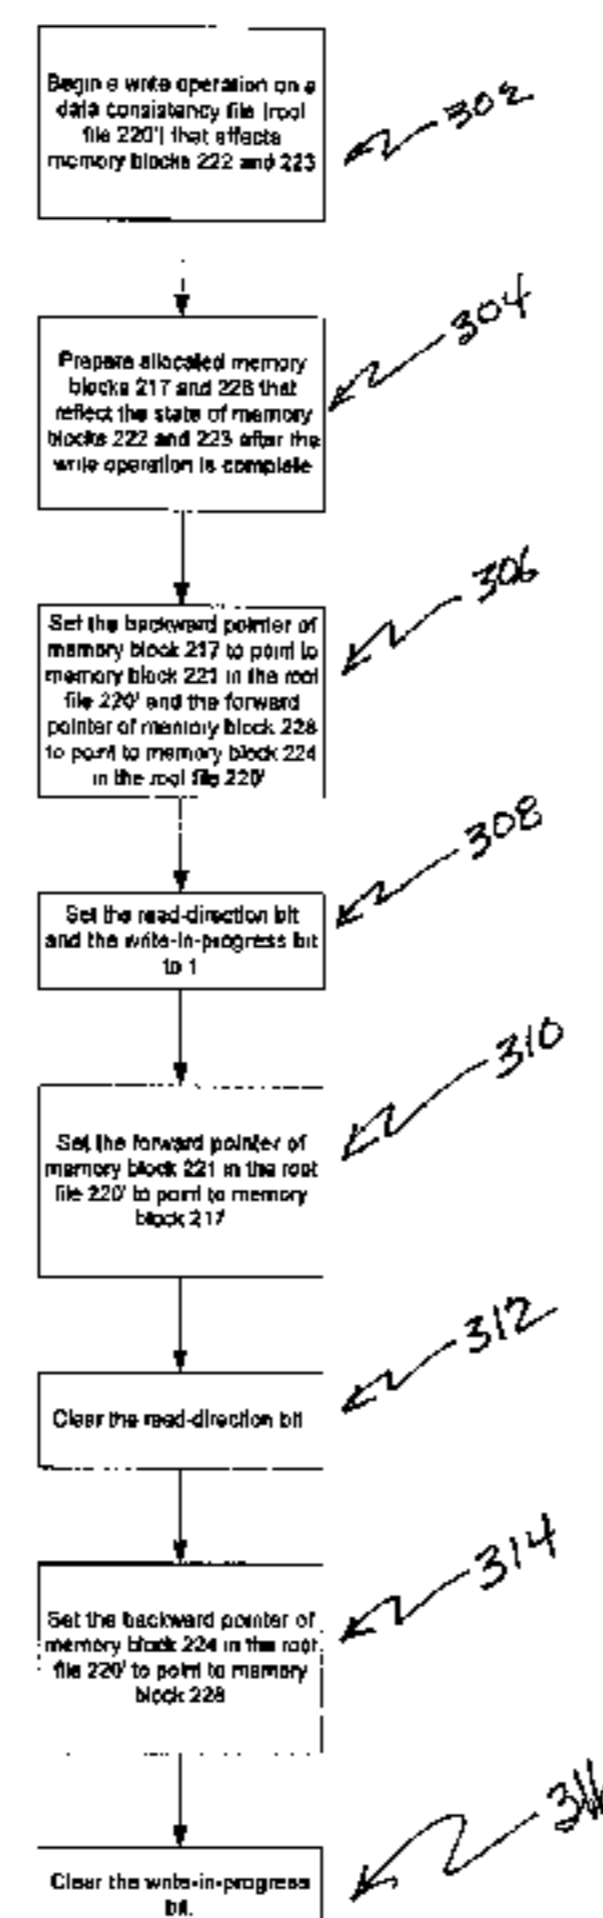 Begin a write operation on a
data consistency file (root
file 220') that affects
memory blocks 222 and 223
302
Prepare allocated memory
blocks 217 and 228 that
reflect the state of memory
blocks 222 and 223 after the
write operation is complete
304
Set the backward pointer of
memory block 217 to point to
memory block 221 in the root
file 220' and the forward
pointer of memory block 228
to point to memory block 224
in the root file 220'
306
Set the read-direction bit
and the write-in-progress bit
to 1
308
Set the forward pointer of
memory block 221 in the root
file 220' to point to memory
block 217
310
Clear the read-direction bit
312
Set the backward pointer of
memory block 224 in the root
file 220' to point to memory
block 228
314
Clear the write-in-progress
bit.
316